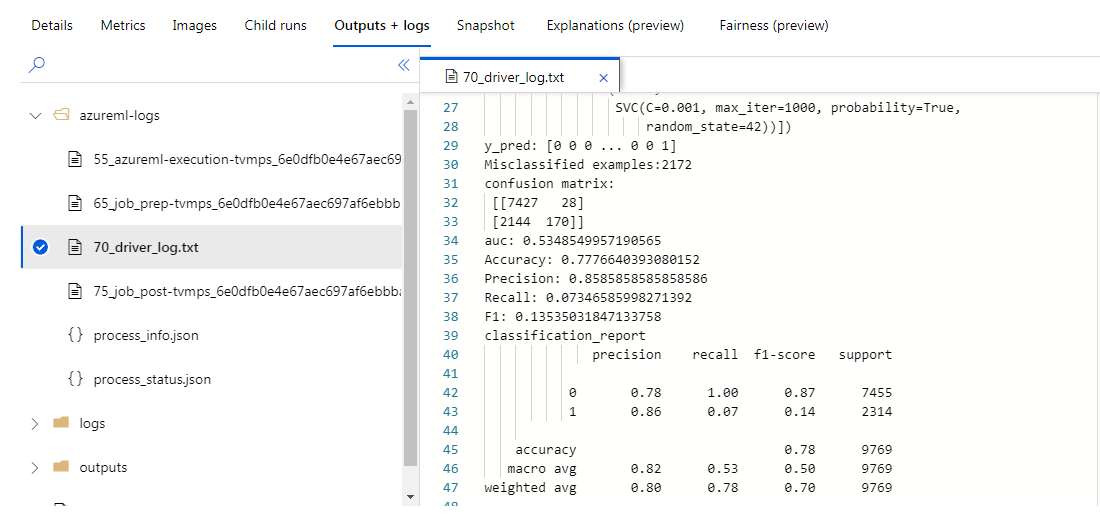 Details Metrics Images Child runs Outputs + logs Snapshot Explanations (preview) Fairness (preview)
azureml-logs
55_azureml-execution-tvmps_6e0dfb0e4e67aec69
65_job_prep-tvmps_6e0dfb0e4e67aec697af6ebbb
70_driver_log.txt
75_job_post-tvmps_6e0dfb0e4e67aec697af6ebbb
process_info.json
process_status.json
logs
outputs
70_driver_log.txt
27 SVC(C=0.001, max_iter=1000, probability=True,
28 random_state=42))])
29 y_pred: [0 0 0 ... 0 0 1]
30 Misclassified examples:2172
31 confusion matrix:
32 [[7427 28]
33 [2144 170]]
34 auc: 0.5348549957190565
35 Accuracy: 0.7776640393080152
36 Precision: 0.8585858585858586
37 Recall: 0.07346585998271392
38 F1: 0.13535031847133758
39 classification_report
40 precision recall f1-score support
41
42 0 0.78 1.00 0.87 7455
43 1 0.86 0.07 0.14 2314
44
45 accuracy 0.78 9769
46 macro avg 0.82 0.53 0.50 9769
47 weighted avg 0.80 0.78 0.70 9769